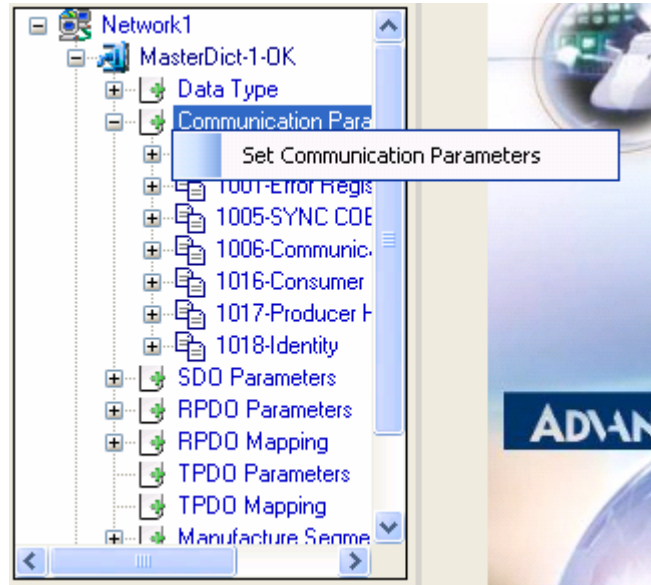 Network1
MasterDict-1-OK
Data Type
Communication Para
Set Communication Parameters
1001-Error Regis
1005-SYNC COB
1006-Communic
1016-Consumer
1017-Producer H
1018-Identity
SDO Parameters
RPDO Parameters
RPDO Mapping
TPDO Parameters
TPDO Mapping
Manufacture Segme
ADVAN